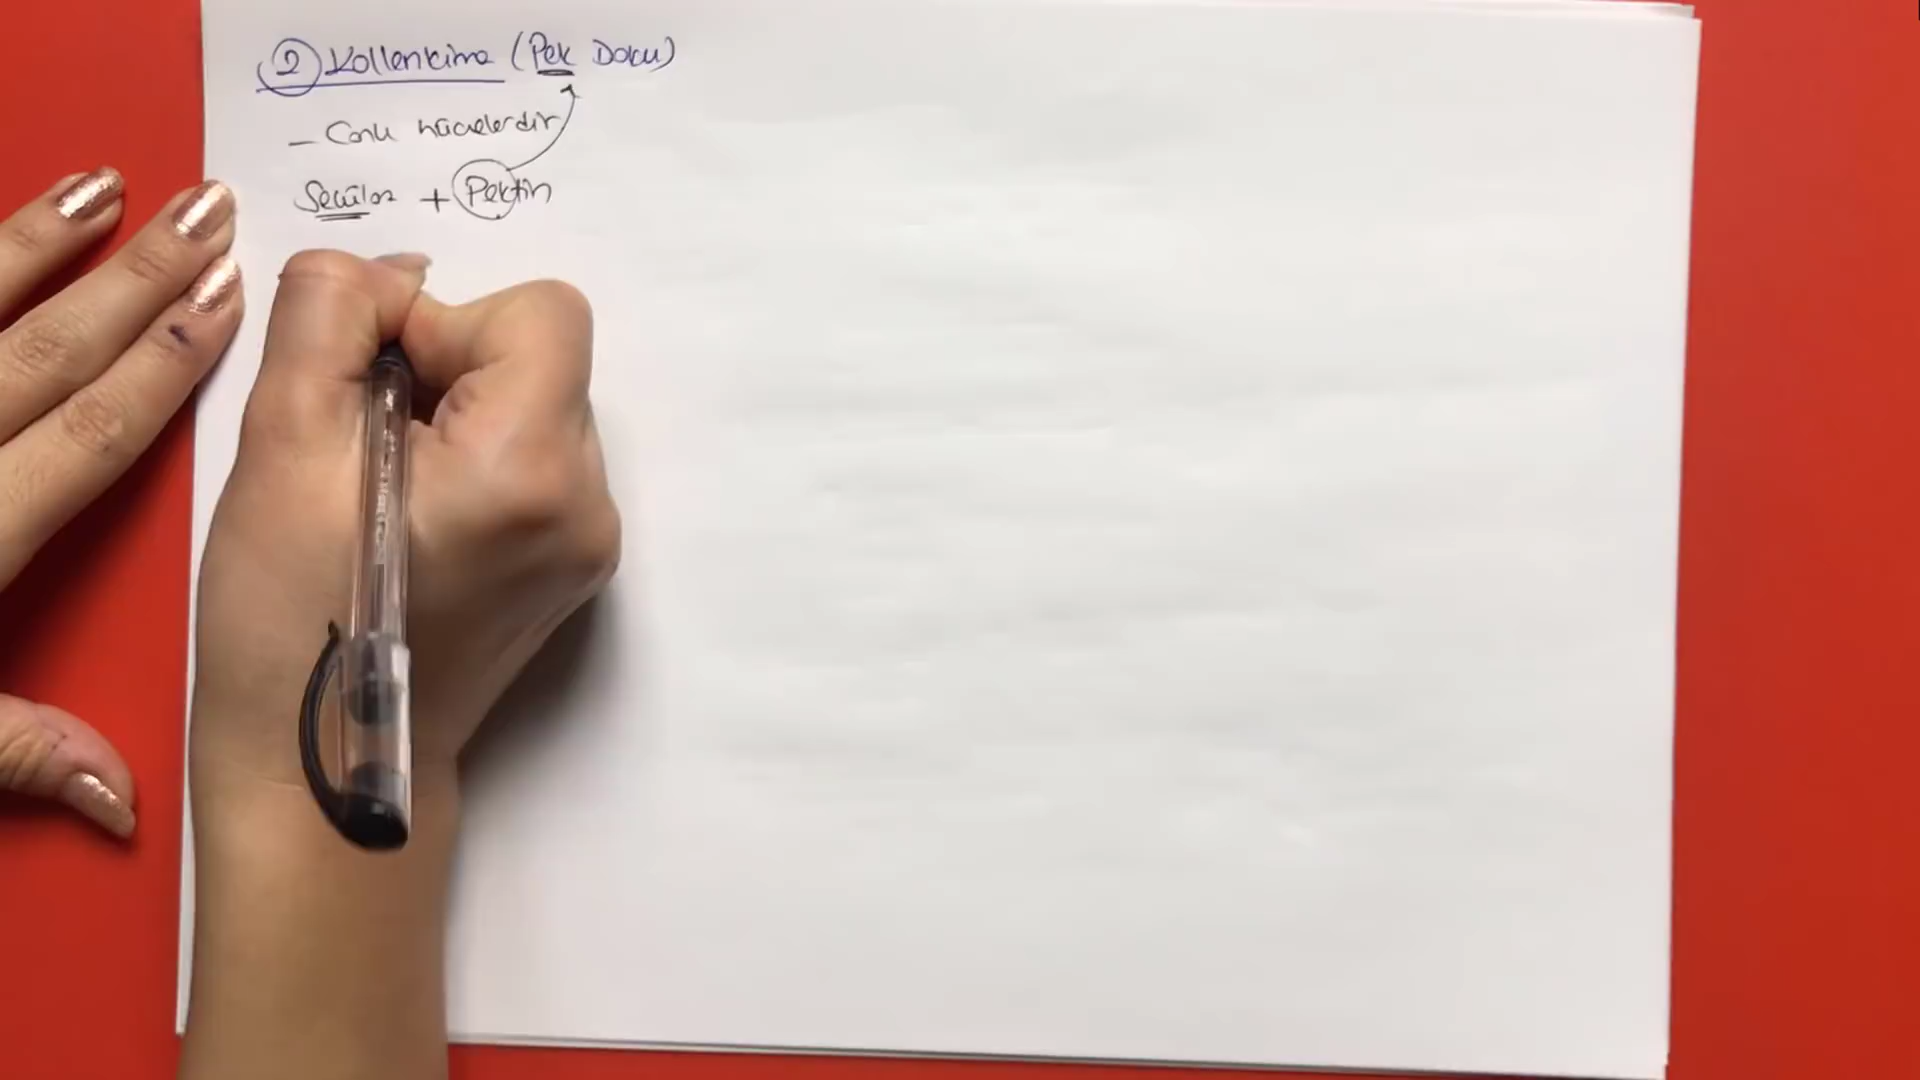 2) Kollenkima (Pek Doku)
- Canlı hücrelerdir
Selüloz + Pektin